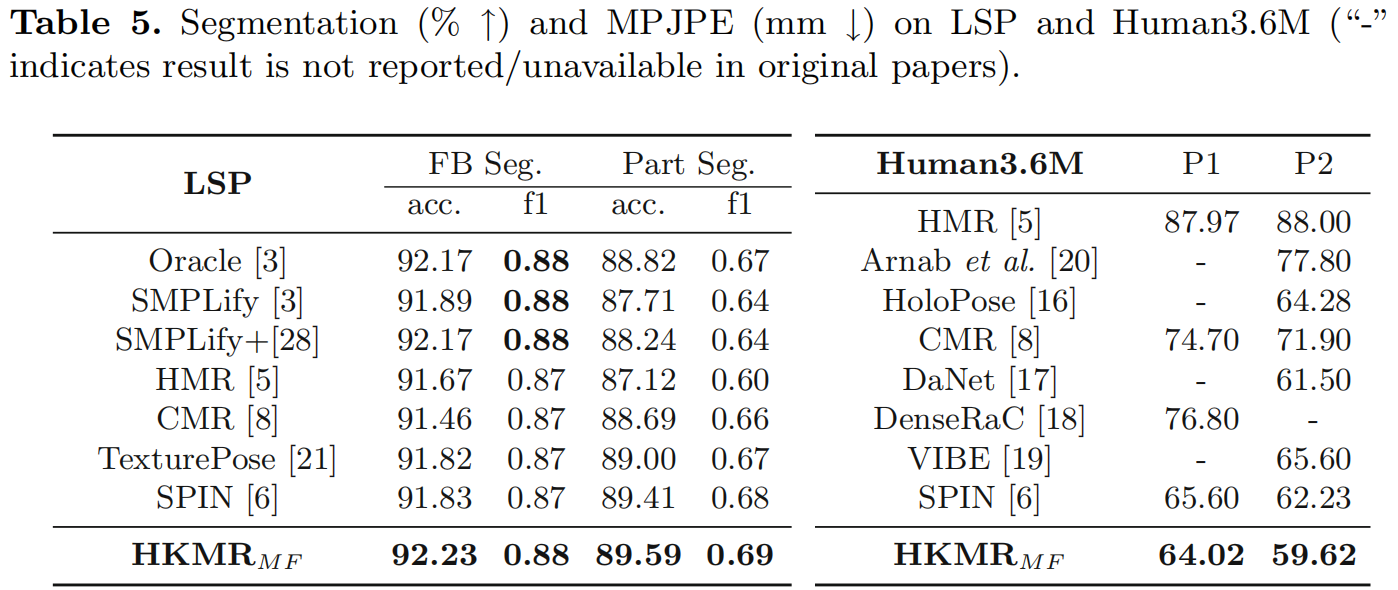 Table 5. Segmentation (% ↑) and MPJPE (mm ↓) on LSP and Human3.6M (“-”
indicates result is not reported/unavailable in original papers).
LSP FB Seg. Part Seg.
acc. f1 acc. f1
Oracle [3] 92.17 0.88 88.82 0.67
SMPLify [3] 91.89 0.88 87.71 0.64
SMPLify+[28] 92.17 0.88 88.24 0.64
HMR [5] 91.67 0.87 87.12 0.60
CMR [8] 91.46 0.87 88.69 0.66
TexturePose [21] 91.82 0.87 89.00 0.67
SPIN [6] 91.83 0.87 89.41 0.68
HKMR_MF 92.23 0.88 89.59 0.69
Human3.6M P1 P2
HMR [5] 87.97 88.00
Arnab et al. [20] - 77.80
HoloPose [16] - 64.28
CMR [8] 74.70 71.90
DaNet [17] - 61.50
DenseRaC [18] 76.80 -
VIBE [19] - 65.60
SPIN [6] 65.60 62.23
HKMR_MF 64.02 59.62